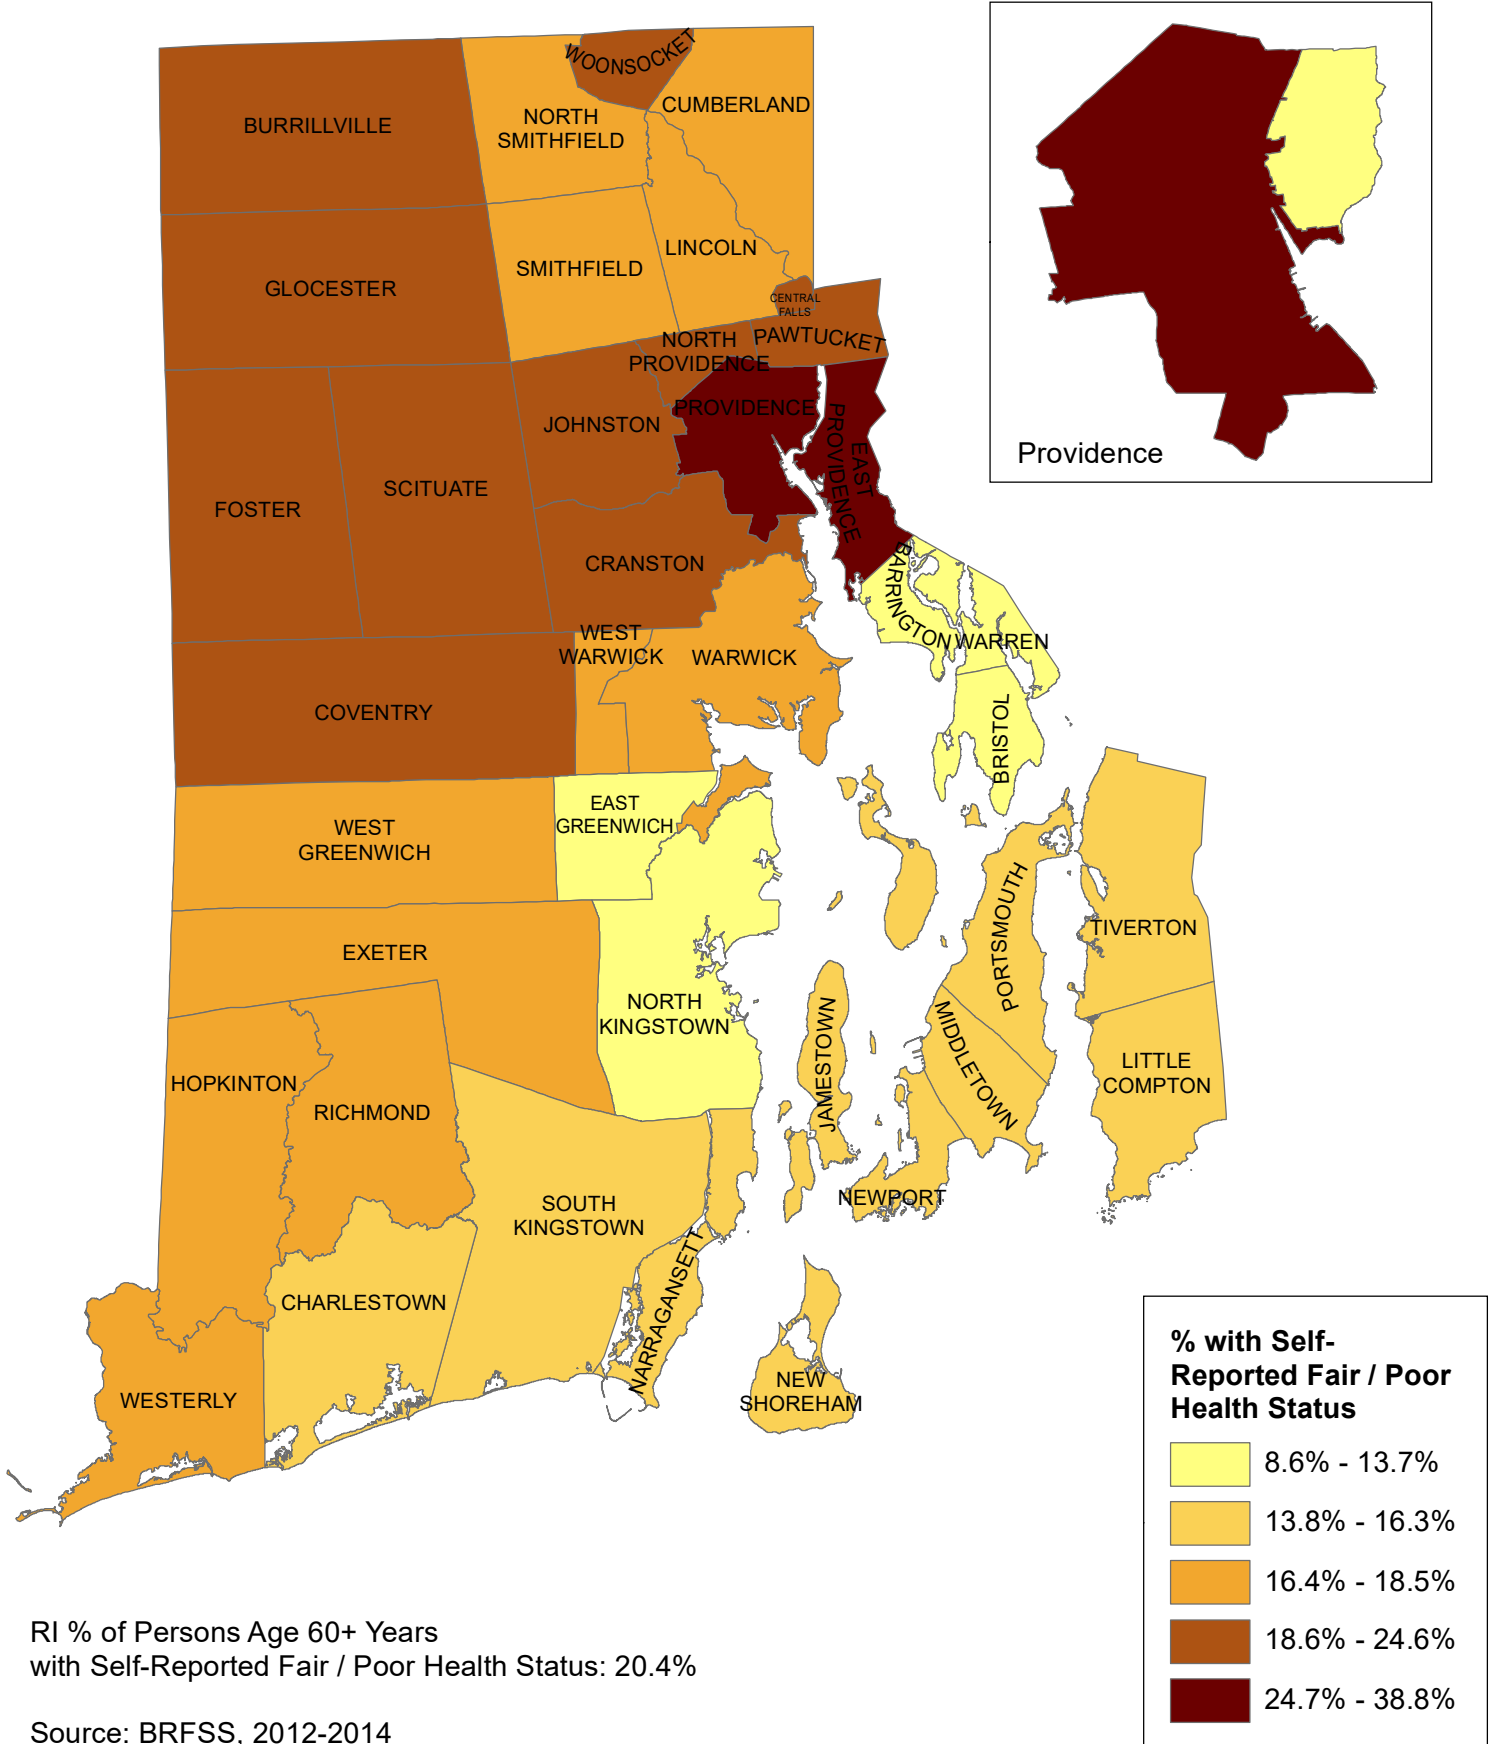 WOONSOCKET
CUMBERLAND
BURRILLVILLE
NORTH
SMITHFIELD
LINCOLN
SMITHFIELD
GLOCESTER
CENTRAL
FALLS
NORTH
PROVIDENCE
PAWTUCKET
PROVIDENCE
JOHNSTON
EAST
PROVIDENCE
SCITUATE
FOSTER
CRANSTON
BARRINGTON
WARREN
WEST
WARWICK
WARWICK
COVENTRY
BRISTOL
EAST
GREENWICH
WEST
GREENWICH
PORTSMOUTH
TIVERTON
EXETER
NORTH
KINGSTOWN
JAMESTOWN
MIDDLETOWN
LITTLE
COMPTON
HOPKINTON
RICHMOND
SOUTH
KINGSTOWN
NEWPORT
NARRAGANSETT
CHARLESTOWN
NEW
SHOREHAM
WESTERLY
Providence
% with Self-
Reported Fair / Poor
Health Status
8.6% - 13.7%
13.8% - 16.3%
16.4% - 18.5%
18.6% - 24.6%
24.7% - 38.8%
RI % of Persons Age 60+ Years
with Self-Reported Fair / Poor Health Status: 20.4%
Source: BRFSS, 2012-2014